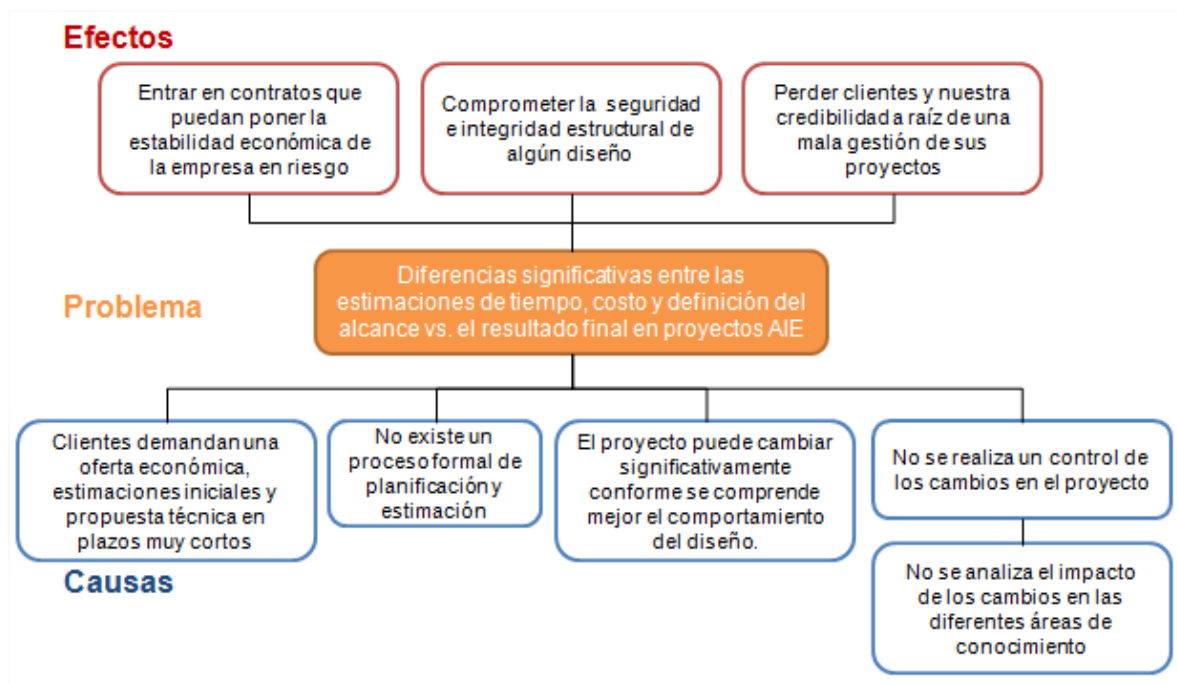 Efectos
Entrar en contratos que
puedan poner la
estabilidad económica de
la empresa en riesgo
Comprometer la seguridad
e integridad estructural de
algún diseño
Perder clientes y nuestra
credibilidad a raíz de una
mala gestión de sus
proyectos
Problema
Diferencias significativas entre las
estimaciones de tiempo, costo y definición del
alcance vs. el resultado final en proyectos AIE
Clientes demandan una
oferta económica,
estimaciones iniciales y
propuesta técnica en
plazos muy cortos
No existe un
proceso formal de
planificación y
estimación
El proyecto puede cambiar
significativamente
conforme se comprende
mejor el comportamiento
del diseño.
No se realiza un control de
los cambios en el proyecto
Causas
No se analiza el impacto
de los cambios en las
diferentes áreas de
conocimiento